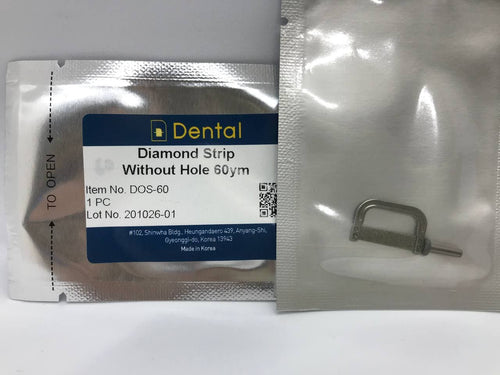 TO OPEN
D Dental
Diamond Strip
Without Hole 60ym
Item No. DOS-60
1 PC
Lot No. 201026-01
#102, Shinwha Bldg., Heungandaero 439, Anyang-Shi,
Gyeonggi-do, Korea 13943
Made in Korea